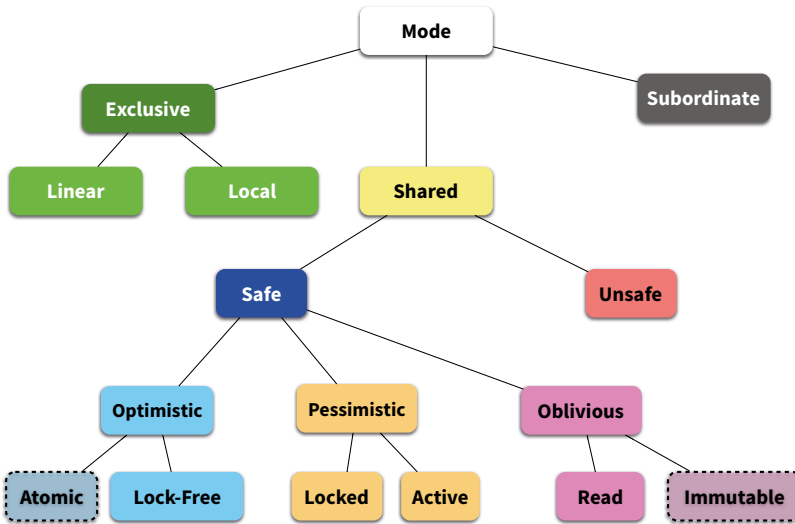 Mode
Exclusive
Subordinate
Linear
Local
Shared
Safe
Unsafe
Optimistic
Pessimistic
Oblivious
Atomic
Lock-Free
Locked
Active
Read
Immutable